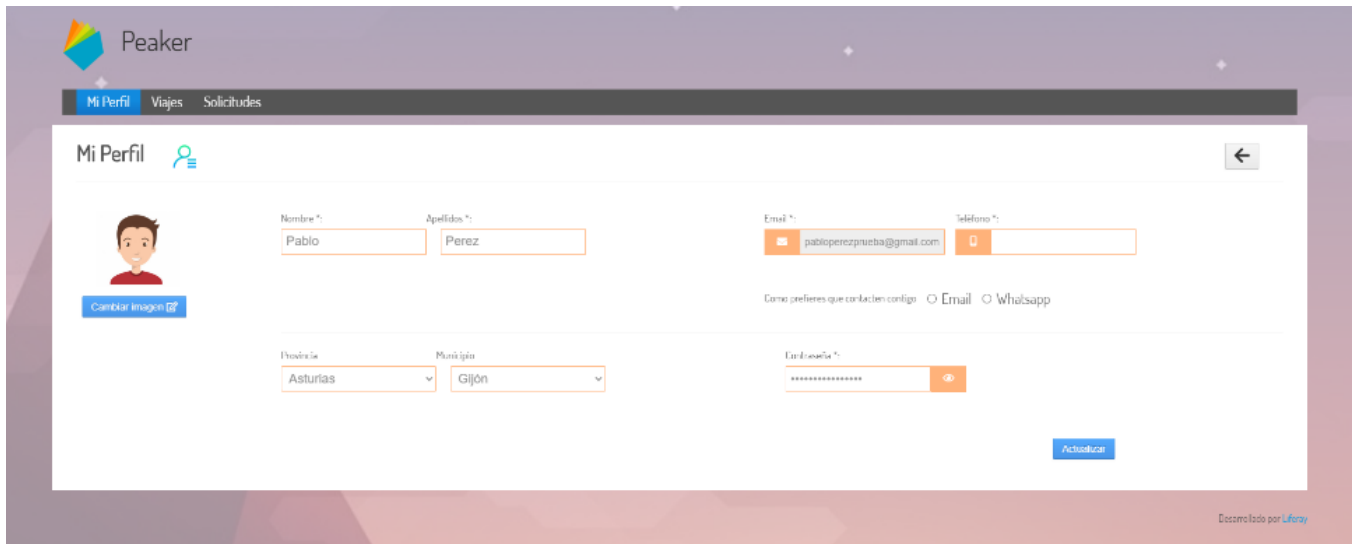 Peaker
Mi Perfil Viajes Solicitudes
Mi Perfil
Nombre *: Apellidos *: Email *: Teléfono *:
Pablo Perez pabloperezprueba@gmail.com
Cambiar imagen
Como prefieres que contacten contigo Email Whatsapp
Provincia Municipio Contraseña *:
Asturias Gijón ••••••••••••••••
Actualizar
Desarrollado por Liferay